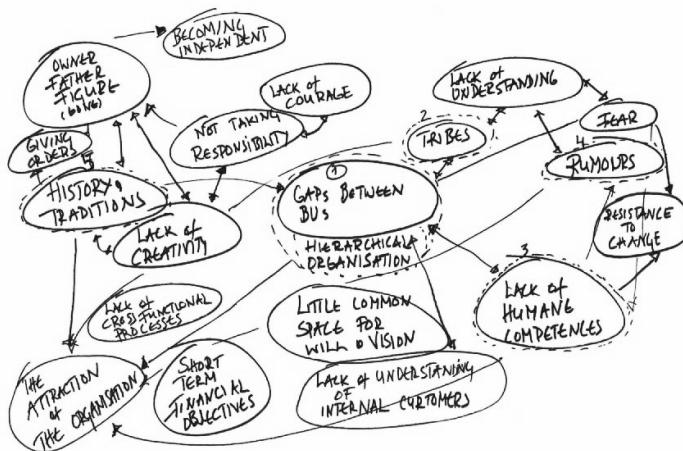 OWNER
FATHER
FIGURE
BECOMING
INDEPENDENT
GIVING
ORDERS
5
HISTORY &
TRADITIONS
NOT TAKING
RESPONSIBILITY
LACK of
COURAGE
LACK of
CREATIVITY
1
GAPS BETWEEN
BUs
HIERARCHICAL
ORGANISATION
2
TRIBES
LACK of
UNDERSTANDING
FEAR
4
RUMOURS
RESISTANCE TO
CHANGE
3
LACK of
HUMANE
COMPETENCES
LACK of
CROSS FUNCTIONAL
PROCESSES
LITTLE COMMON
SPACE FOR
WILL & VISION
THE
ATTRACTION
of
THE ORGANISATION
SHORT
TERM
FINANCIAL
OBJECTIVES
LACK of UNDERSTANDING
OF
INTERNAL CURTOMERS